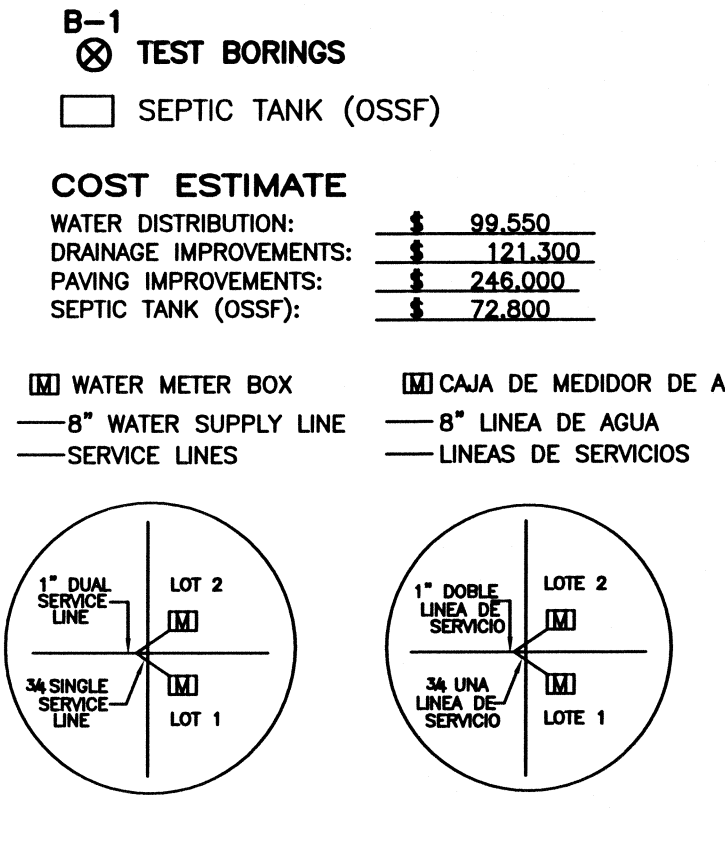 B-1
TEST BORINGS
SEPTIC TANK (OSSF)
COST ESTIMATE
WATER DISTRIBUTION: $ 99,550
DRAINAGE IMPROVEMENTS: $ 121,300
PAVING IMPROVEMENTS: $ 246,000
SEPTIC TANK (OSSF): $ 72,800
M WATER METER BOX
8" WATER SUPPLY LINE
SERVICE LINES
M CAJA DE MEDIDOR DE A
8" LINEA DE AGUA
LINEAS DE SERVICIOS
1" DUAL
SERVICE
LINE
LOT 2
M
3/4 SINGLE
SERVICE
LINE
M
LOT 1
1" DOBLE
LINEA DE
SERVICIO
LOTE 2
M
3/4 UNA
LINEA DE
SERVICIO
M
LOTE 1